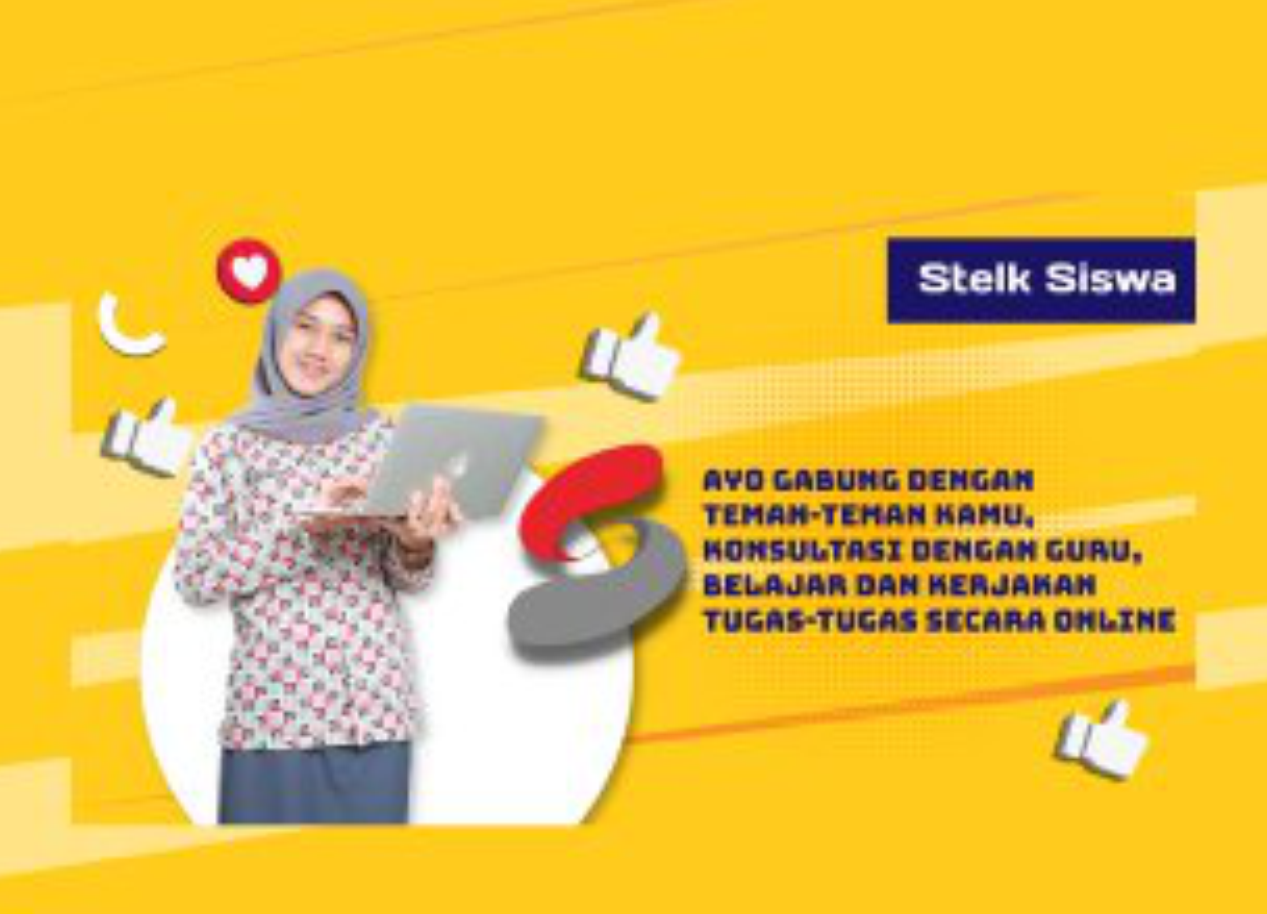 Stelk Siswa
AYO GABUNG DENGAN
TEMAN-TEMAN KAMU,
KONSULTASI DENGAN GURU,
BELAJAR DAN KERJAKAN
TUGAS-TUGAS SECARA ONLINE